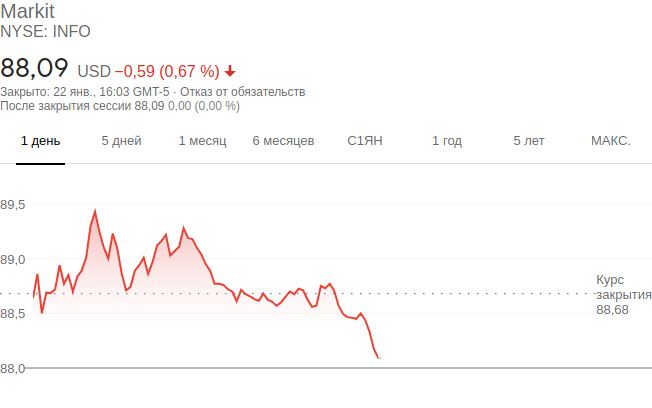 Markit
NYSE: INFO
88,09 USD −0,59 (0,67 %)
Закрыто: 22 янв., 16:03 GMT-5 · Отказ от обязательств
После закрытия сессии 88,09 0,00 (0,00 %)
1 день 5 дней 1 месяц 6 месяцев С1ЯН 1 год 5 лет МАКС.
89,5
89,0
Курс
закрытия
88,68
88,5
88,0